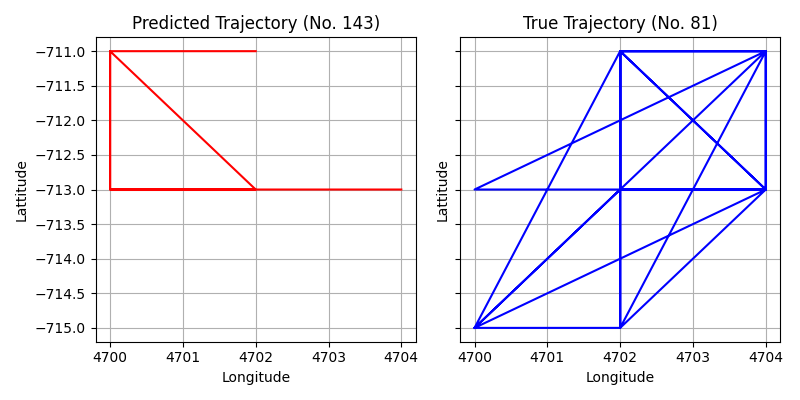 Predicted Trajectory (No. 143)
True Trajectory (No. 81)
Lattitude
−711.0
−711.5
−712.0
−712.5
−713.0
−713.5
−714.0
−714.5
−715.0
4700 4701 4702 4703 4704
Longitude
Lattitude
4700 4701 4702 4703 4704
Longitude